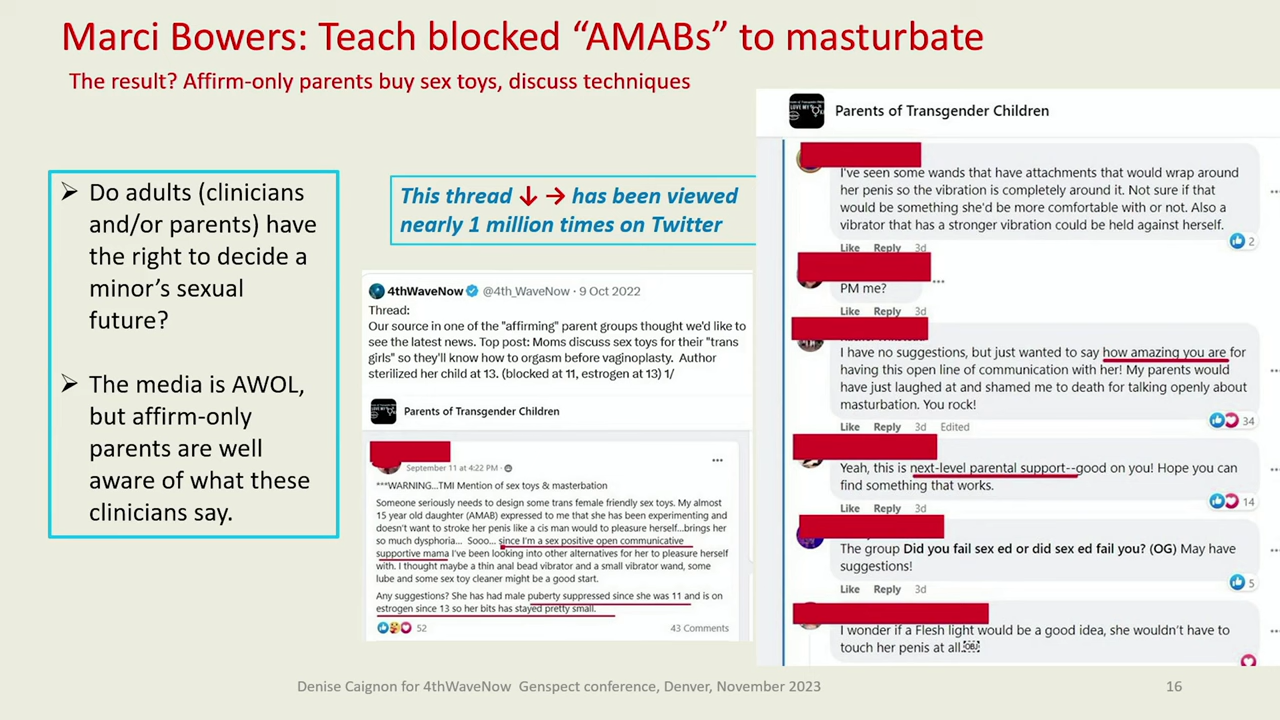 Marci Bowers: Teach blocked “AMABs” to masturbate
The result? Affirm-only parents buy sex toys, discuss techniques
Do adults (clinicians
and/or parents) have
the right to decide a
minor’s sexual
future?
The media is AWOL,
but affirm-only
parents are well
aware of what these
clinicians say.
This thread ↓ → has been viewed
nearly 1 million times on Twitter
4thWaveNow @4th_WaveNow · 9 Oct 2022
Thread:
Our source in one of the "affirming" parent groups thought we'd like to
see the latest news. Top post: Moms discuss sex toys for their "trans
girls" so they'll know how to orgasm before vaginoplasty. Author
sterilized her child at 13. (blocked at 11, estrogen at 13) 1/
Parents of Transgender Children
September 11 at 4:22 PM ·
***WARNING...TMI Mention of sex toys & masterbation
Someone seriously needs to design some trans female friendly sex toys. My almost
15 year old daughter (AMAB) expressed to me that she has been experimenting and
doesn't want to stroke her penis like a cis man would to pleasure herself...brings her
so much dysphoria... Sooo... since I'm a sex positive open communicative
supportive mama I've been looking into other alternatives for her to pleasure herself
with. I thought maybe a thin anal bead vibrator and a small vibrator wand, some
lube and some sex toy cleaner might be a good start.
Any suggestions? She has had male puberty suppressed since she was 11 and is on
estrogen since 13 so her bits has stayed pretty small.
52 43 Comments
Parents of Transgender Children
I've seen some wands that have attachments that would wrap around
her penis so the vibration is completely around it. Not sure if that
would be something she'd be more comfortable with or not. Also a
vibrator that has a stronger vibration could be held against herself.
Like Reply 3d 2
PM me?
Like Reply 3d
I have no suggestions, but just wanted to say how amazing you are for
having this open line of communication with her! My parents would
have just laughed at and shamed me to death for talking openly about
masturbation. You rock!
Like Reply 3d Edited 34
Yeah, this is next-level parental support--good on you! Hope you can
find something that works.
Like Reply 3d 14
The group Did you fail sex ed or did sex ed fail you? (OG) May have
suggestions!
Like Reply 3d 5
I wonder if a Flesh light would be a good idea, she wouldn't have to
touch her penis at all.
Denise Caignon for 4thWaveNow Genspect conference, Denver, November 2023
16